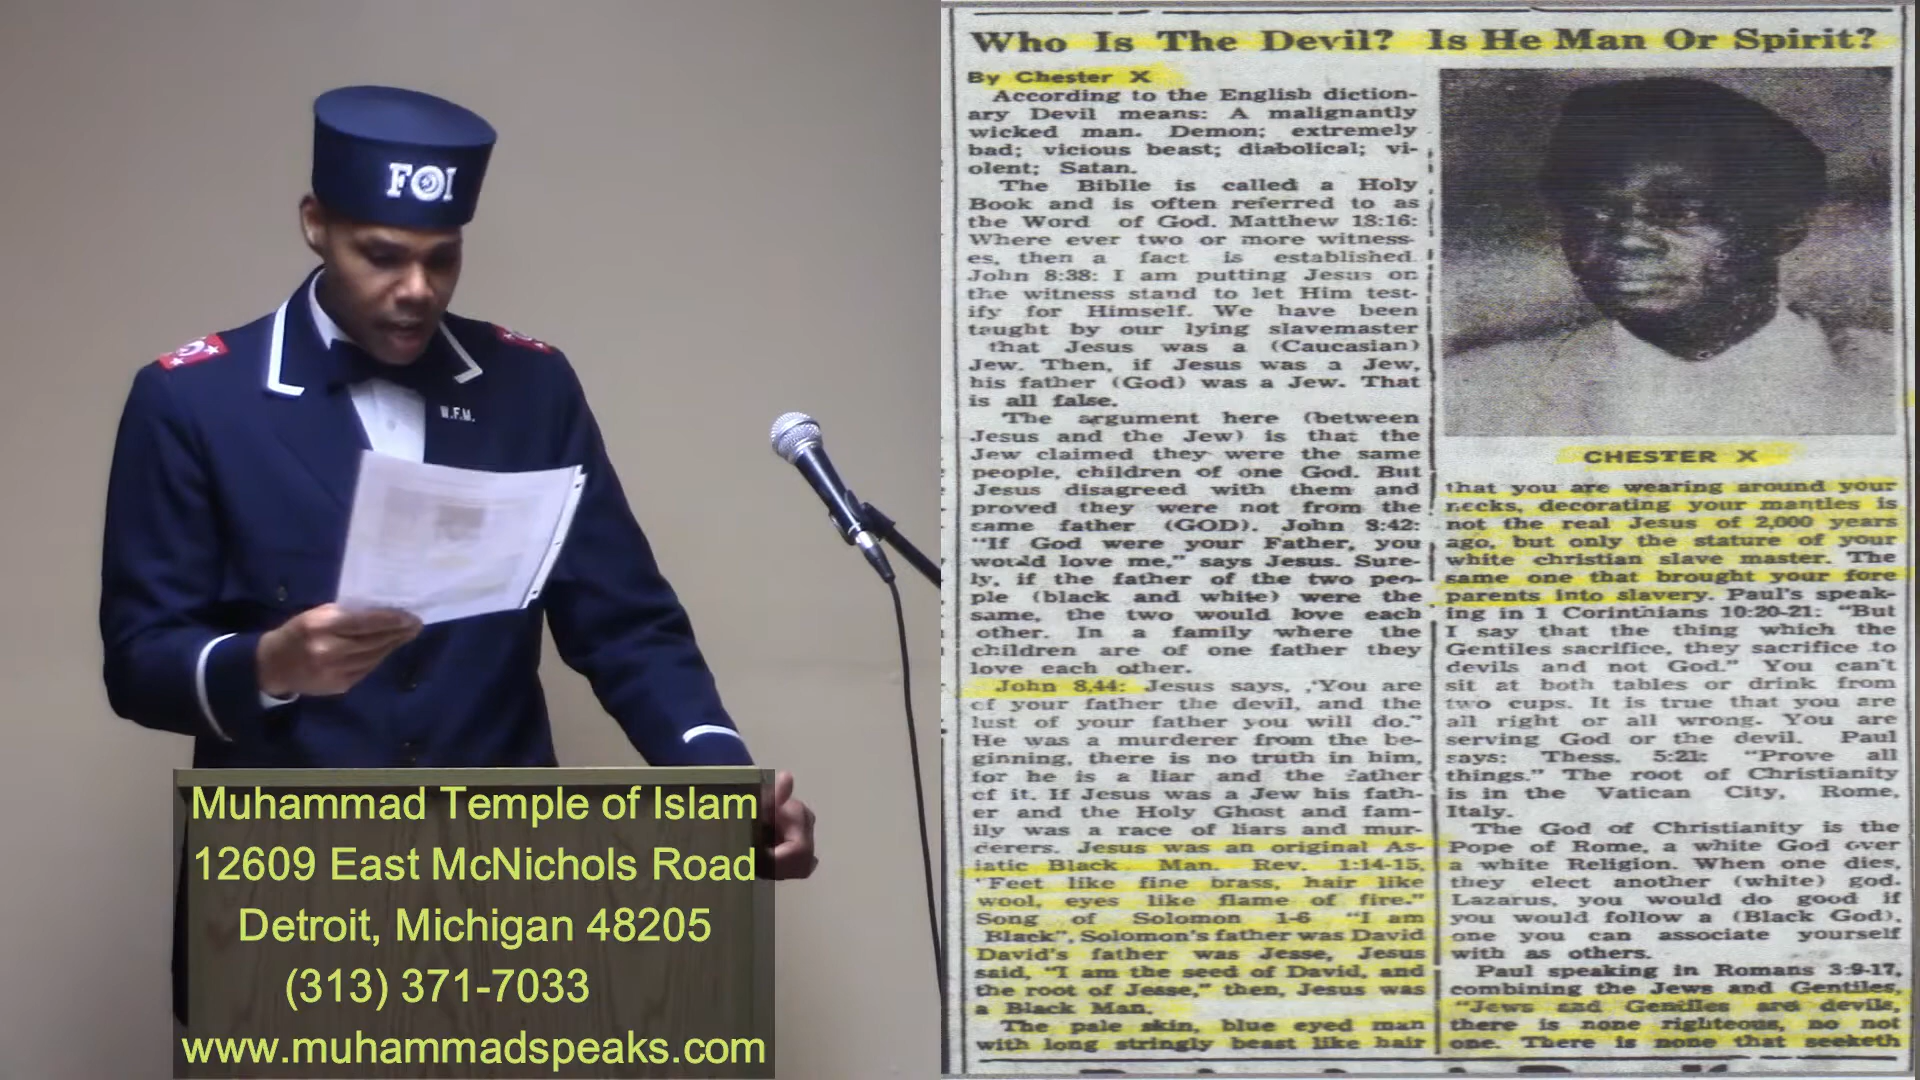 FOI
W.F.M.
Muhammad Temple of Islam
12609 East McNichols Road
Detroit, Michigan 48205
(313) 371-7033
www.muhammadspeaks.com
Who Is The Devil? Is He Man Or Spirit?
By Chester X
According to the English diction-
ary Devil means: A malignantly
wicked man. Demon; extremely
bad; vicious beast; diabolical; vi-
olent; Satan.
The Biblle is called a Holy
Book and is often referred to as
the Word of God. Matthew 18:16:
Where ever two or more witness-
es, then a fact is established.
John 8:38: I am putting Jesus on
the witness stand to let Him test-
ify for Himself. We have been
taught by our lying slavemaster
that Jesus was a (Caucasian)
Jew. Then, if Jesus was a Jew,
his father (God) was a Jew. That
is all false.
The argument here (between
Jesus and the Jew) is that the
Jew claimed they were the same
people, children of one God. But
Jesus disagreed with them and
proved they were not from the
same father (GOD). John 8:42:
"If God were your Father, you
would love me," says Jesus. Sure-
ly, if the father of the two peo-
ple (black and white) were the
same, the two would love each
other. In a family where the
children are of one father they
love each other.
John 8,44: Jesus says, ,'You are
of your father the devil, and the
lust of your father you will do."
He was a murderer from the be-
ginning, there is no truth in him,
for he is a liar and the father
of it. If Jesus was a Jew his fath-
er and the Holy Ghost and fam-
ily was a race of liars and mur-
derers. Jesus was an original As-
iatic Black Man. Rev. 1:14-15,
'Feet like fine brass, hair like
wool, eyes like flame of fire."
Song of Solomon 1-6 "I am
Black", Solomon's father was David
David's father was Jesse, Jesus
said, "I am the seed of David, and
the root of Jesse," then, Jesus was
a Black Man.
The pale skin, blue eyed man
with long stringly beast like hair
CHESTER X
that you are wearing around your
necks, decorating your mantles is
not the real Jesus of 2,000 years
ago, but only the stature of your
white christian slave master. The
same one that brought your fore
parents into slavery. Paul's speak-
ing in 1 Corinthians 10:20-21: "But
I say that the thing which the
Gentiles sacrifice, they sacrifice to
devils and not God." You can't
sit at both tables or drink from
two cups. It is true that you are
all right or all wrong. You are
serving God or the devil. Paul
says: Thess. 5:21: "Prove all
things." The root of Christianity
is in the Vatican City, Rome,
Italy.
The God of Christianity is the
Pope of Rome, a white God over
a white Religion. When one dies,
they elect another (white) god.
Lazarus, you would do good if
you would follow a (Black God),
one you can associate yourself
with as others.
Paul speaking in Romans 3:9-17,
combining the Jews and Gentiles,
"Jews and Gentiles are devils,
there is none righteous, no not
one. There is none that seeketh